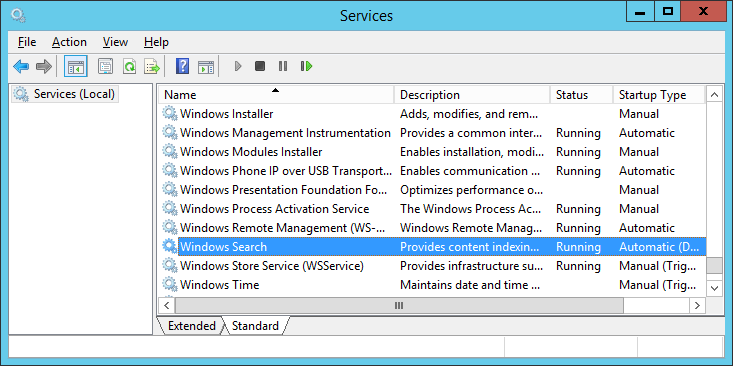 Services
File Action View Help
Services (Local)
Name Description Status Startup Type
Windows Installer Adds, modifies, and rem... Manual
Windows Management Instrumentation Provides a common inter... Running Automatic
Windows Modules Installer Enables installation, modi... Running Manual
Windows Phone IP over USB Transport... Enables communication ... Running Automatic
Windows Presentation Foundation Fo... Optimizes performance o... Manual
Windows Process Activation Service The Windows Process Ac... Running Manual
Windows Remote Management (WS-... Windows Remote Manag... Running Automatic
Windows Search Provides content indexin... Running Automatic (D...
Windows Store Service (WSService) Provides infrastructure su... Running Manual (Trig...
Windows Time Maintains date and time ... Manual (Trig...
Extended Standard